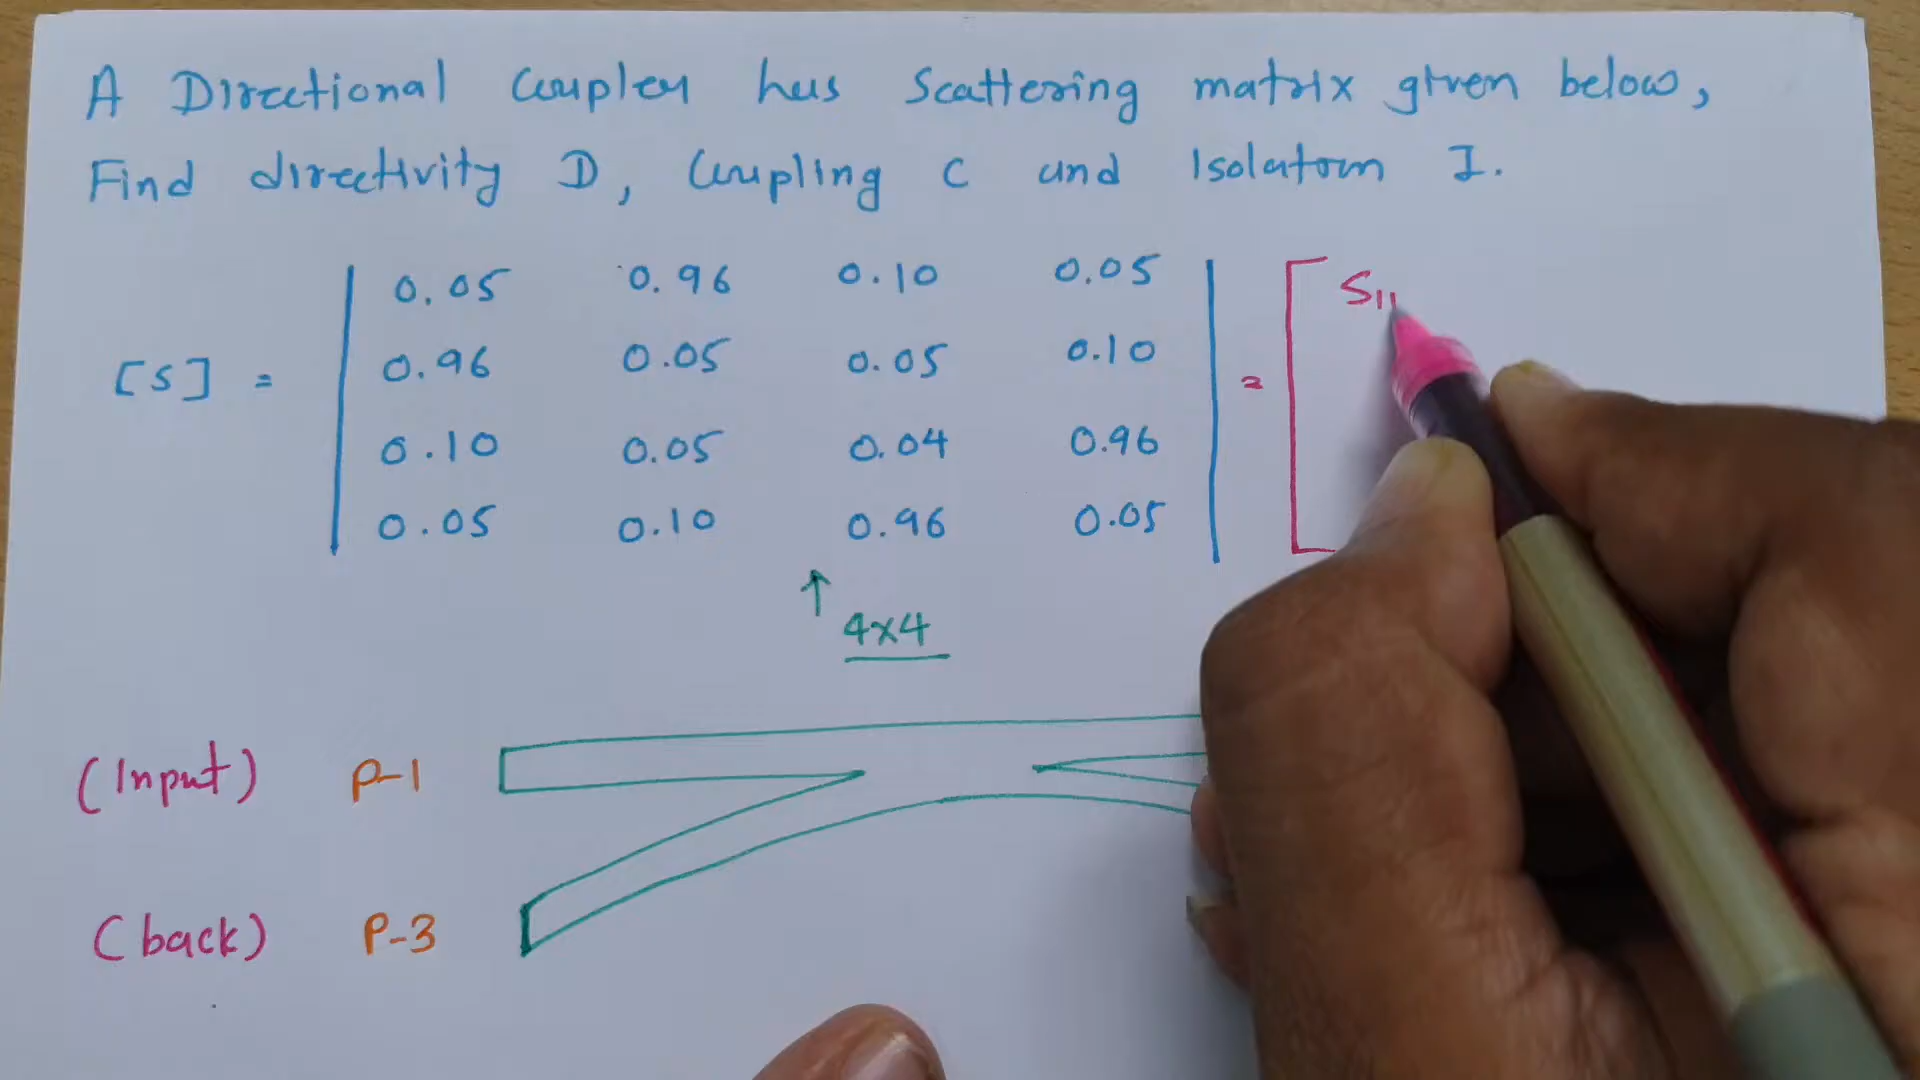 A Directional Coupler has Scattering matrix given below,
Find directivity D, Coupling C and Isolation I.
[S] = | 0.05 0.96 0.10 0.05 | = [ S11
0.96 0.05 0.05 0.10
0.10 0.05 0.04 0.96
0.05 0.10 0.96 0.05
↑ 4x4
(Input) P-1
(back) P-3